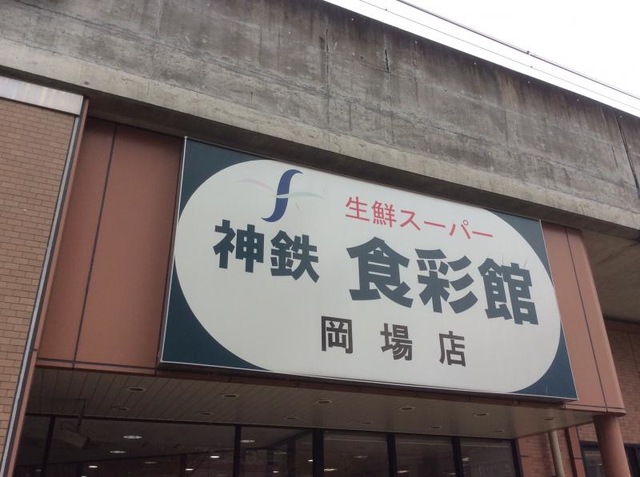 生鮮スーパー
神鉄 食彩館
岡場店